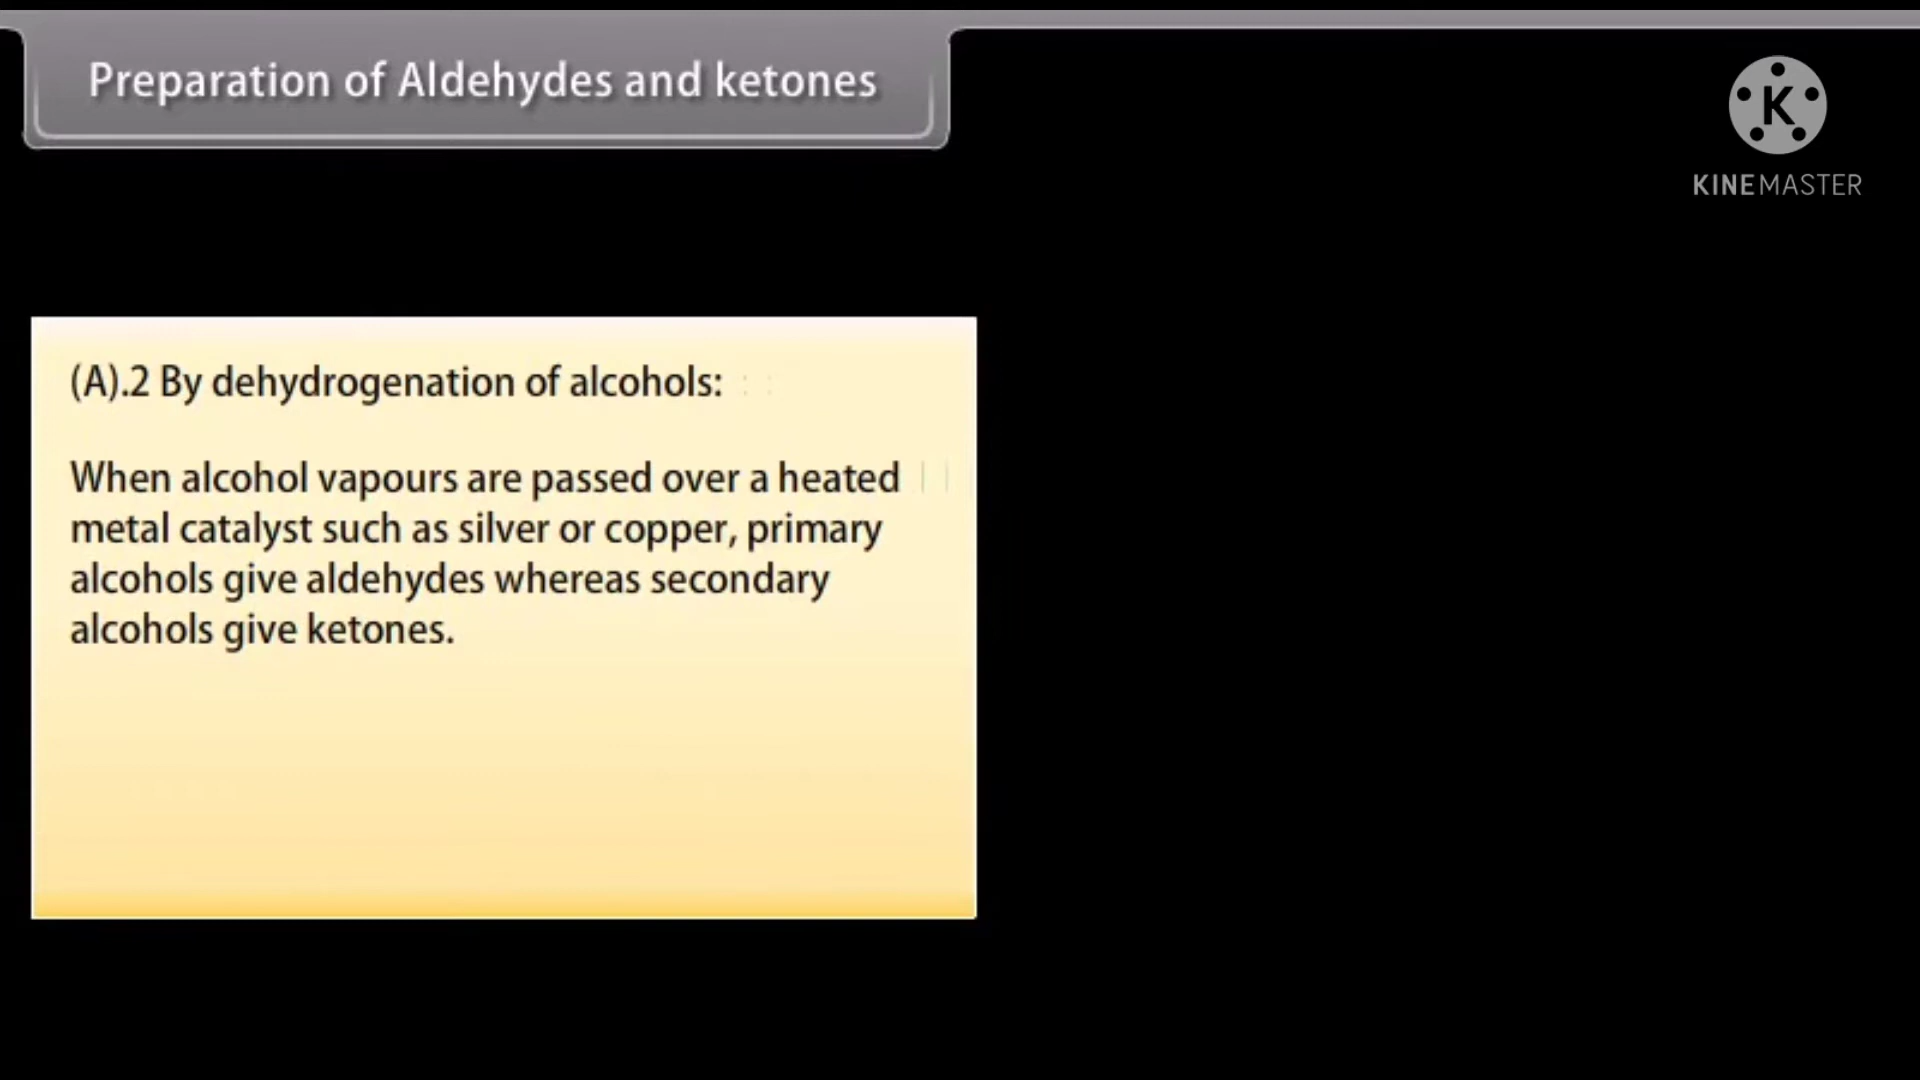 Preparation of Aldehydes and ketones
K
KINEMASTER
(A).2 By dehydrogenation of alcohols:
When alcohol vapours are passed over a heated
metal catalyst such as silver or copper, primary
alcohols give aldehydes whereas secondary
alcohols give ketones.